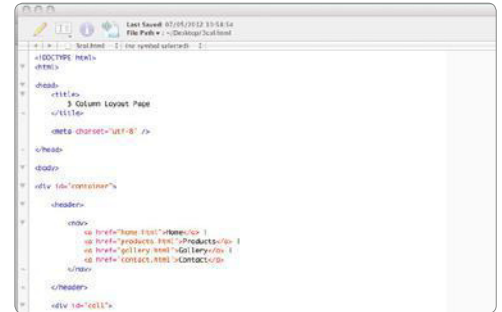 Last Saved: 07/05/2012 10:54:54
File Path ▾ : ~/Desktop/3col.html
3col.html (no symbol selected)
<!DOCTYPE html>
<html>
<head>
<title>
3 Column Layout Page
</title>
<meta charset="utf-8" />
</head>
<body>
<div id="container">
<header>
<nav>
<a href="home.html">Home</a> |
<a href="products.html">Products</a> |
<a href="gallery.html">Gallery</a> |
<a href="contact.html">Contact</a>
</nav>
</header>
<div id="col1">